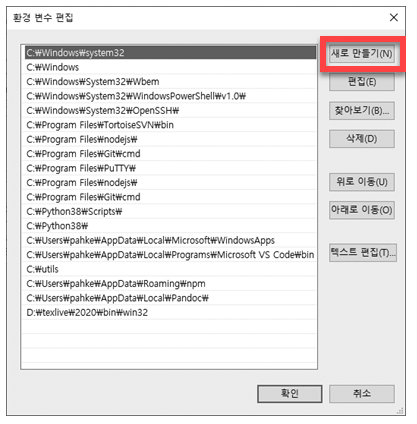 환경 변수 편집
C:₩Windows₩system32
C:₩Windows
C:₩Windows₩System32₩Wbem
C:₩Windows₩System32₩WindowsPowerShell₩v1.0₩
C:₩Windows₩System32₩OpenSSH₩
C:₩Program Files₩TortoiseSVN₩bin
C:₩Program Files₩nodejs₩
C:₩Program Files₩Git₩cmd
C:₩Program Files₩PuTTY₩
C:₩Program Files₩nodejs₩
C:₩Program Files₩Git₩cmd
C:₩Python38₩Scripts₩
C:₩Python38₩
C:₩Users₩pahke₩AppData₩Local₩Microsoft₩WindowsApps
C:₩Users₩pahke₩AppData₩Local₩Programs₩Microsoft VS Code₩bin
C:₩utils
C:₩Users₩pahke₩AppData₩Roaming₩npm
C:₩Users₩pahke₩AppData₩Local₩Pandoc₩
D:₩texlive₩2020₩bin₩win32
새로 만들기(N)
편집(E)
찾아보기(B)...
삭제(D)
위로 이동(U)
아래로 이동(O)
텍스트 편집(T)...
확인
취소